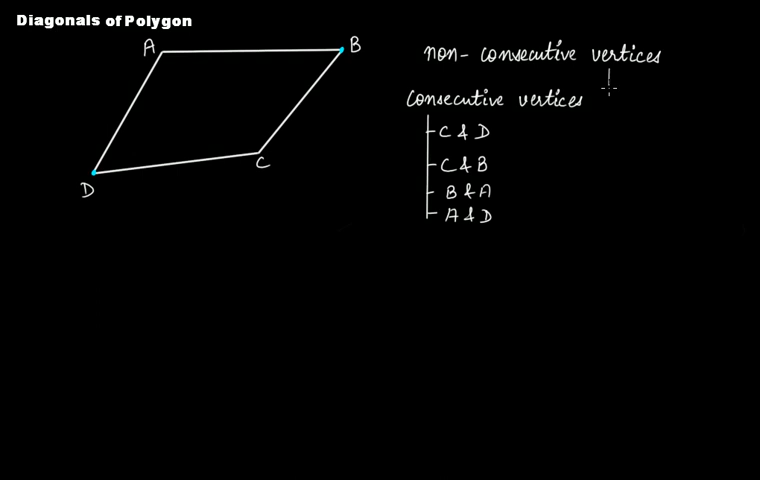 Diagonals of Polygon
A
B
non-consecutive vertices
Consecutive vertices
C & D
C
C & B
D
B & A
A & D